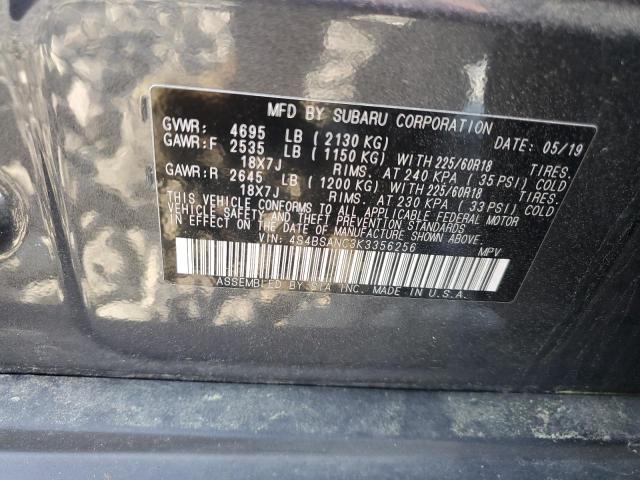 MFD BY SUBARU CORPORATION
GVWR: 4695 LB (2130 KG) DATE: 05/19
GAWR:F 2535 LB (1150 KG) WITH 225/60R18 TIRES.
18X7J RIMS. AT 240 KPA (35 PSI) COLD
GAWR:R 2645 LB (1200 KG) WITH 225/60R18 TIRES.
18X7J RIMS. AT 230 KPA (33 PSI) COLD
THIS VEHICLE CONFORMS TO ALL APPLICABLE FEDERAL MOTOR
VEHICLE SAFETY AND THEFT PREVENTION STANDARDS
IN EFFECT ON THE DATE OF MANUFACTURE SHOWN ABOVE.
VIN: 4S4BSANC3K3356256 MPV
ASSEMBLED BY SIA INC. MADE IN U.S.A.